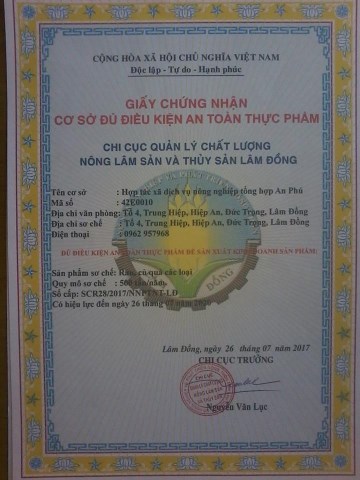 CỘNG HÒA XÃ HỘI CHỦ NGHĨA VIỆT NAM
Độc lập - Tự do - Hạnh phúc
GIẤY CHỨNG NHẬN
CƠ SỞ ĐỦ ĐIỀU KIỆN AN TOÀN THỰC PHẨM
CHI CỤC QUẢN LÝ CHẤT LƯỢNG
NÔNG LÂM SẢN VÀ THỦY SẢN LÂM ĐỒNG
Tên cơ sở : Hợp tác xã dịch vụ nông nghiệp tổng hợp An Phú
Mã số : 42E0010
Địa chỉ văn phòng: Tổ 4, Trung Hiệp, Hiệp An, Đức Trọng, Lâm Đồng
Địa chỉ sơ chế : Tổ 4, Trung Hiệp, Hiệp An, Đức Trọng, Lâm Đồng
Điện thoại : 0962 957968
ĐỦ ĐIỀU KIỆN AN TOÀN THỰC PHẨM ĐỂ SẢN XUẤT KINH DOANH SẢN PHẨM:
Sản phẩm sơ chế: Rau, củ quả các loại
Quy mô sơ chế : 500 tấn/năm
Số cấp: SCR28/2017/NNPTNT-LĐ
Có hiệu lực đến ngày 26 tháng 07 năm
ĐỒNG
Lâm Đồng, ngày 26 tháng 07 năm 2017
CHI CỤC TRƯỞNG
Nguyễn Văn Lục